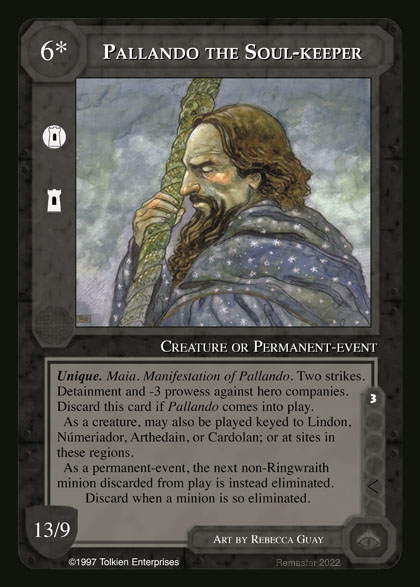 6*
PALLANDO THE SOUL-KEEPER
CREATURE OR PERMANENT-EVENT
Unique. Maia. Manifestation of Pallando. Two strikes.
Detainment and -3 prowess against hero companies.
Discard this card if Pallando comes into play.
As a creature, may also be played keyed to Lindon,
Númeriador, Arthedain, or Cardolan; or at sites in
these regions.
As a permanent-event, the next non-Ringwraith
minion discarded from play is instead eliminated.
Discard when a minion is so eliminated.
3
13/9
ART BY REBECCA GUAY
©1997 Tolkien Enterprises
Remaster 2022